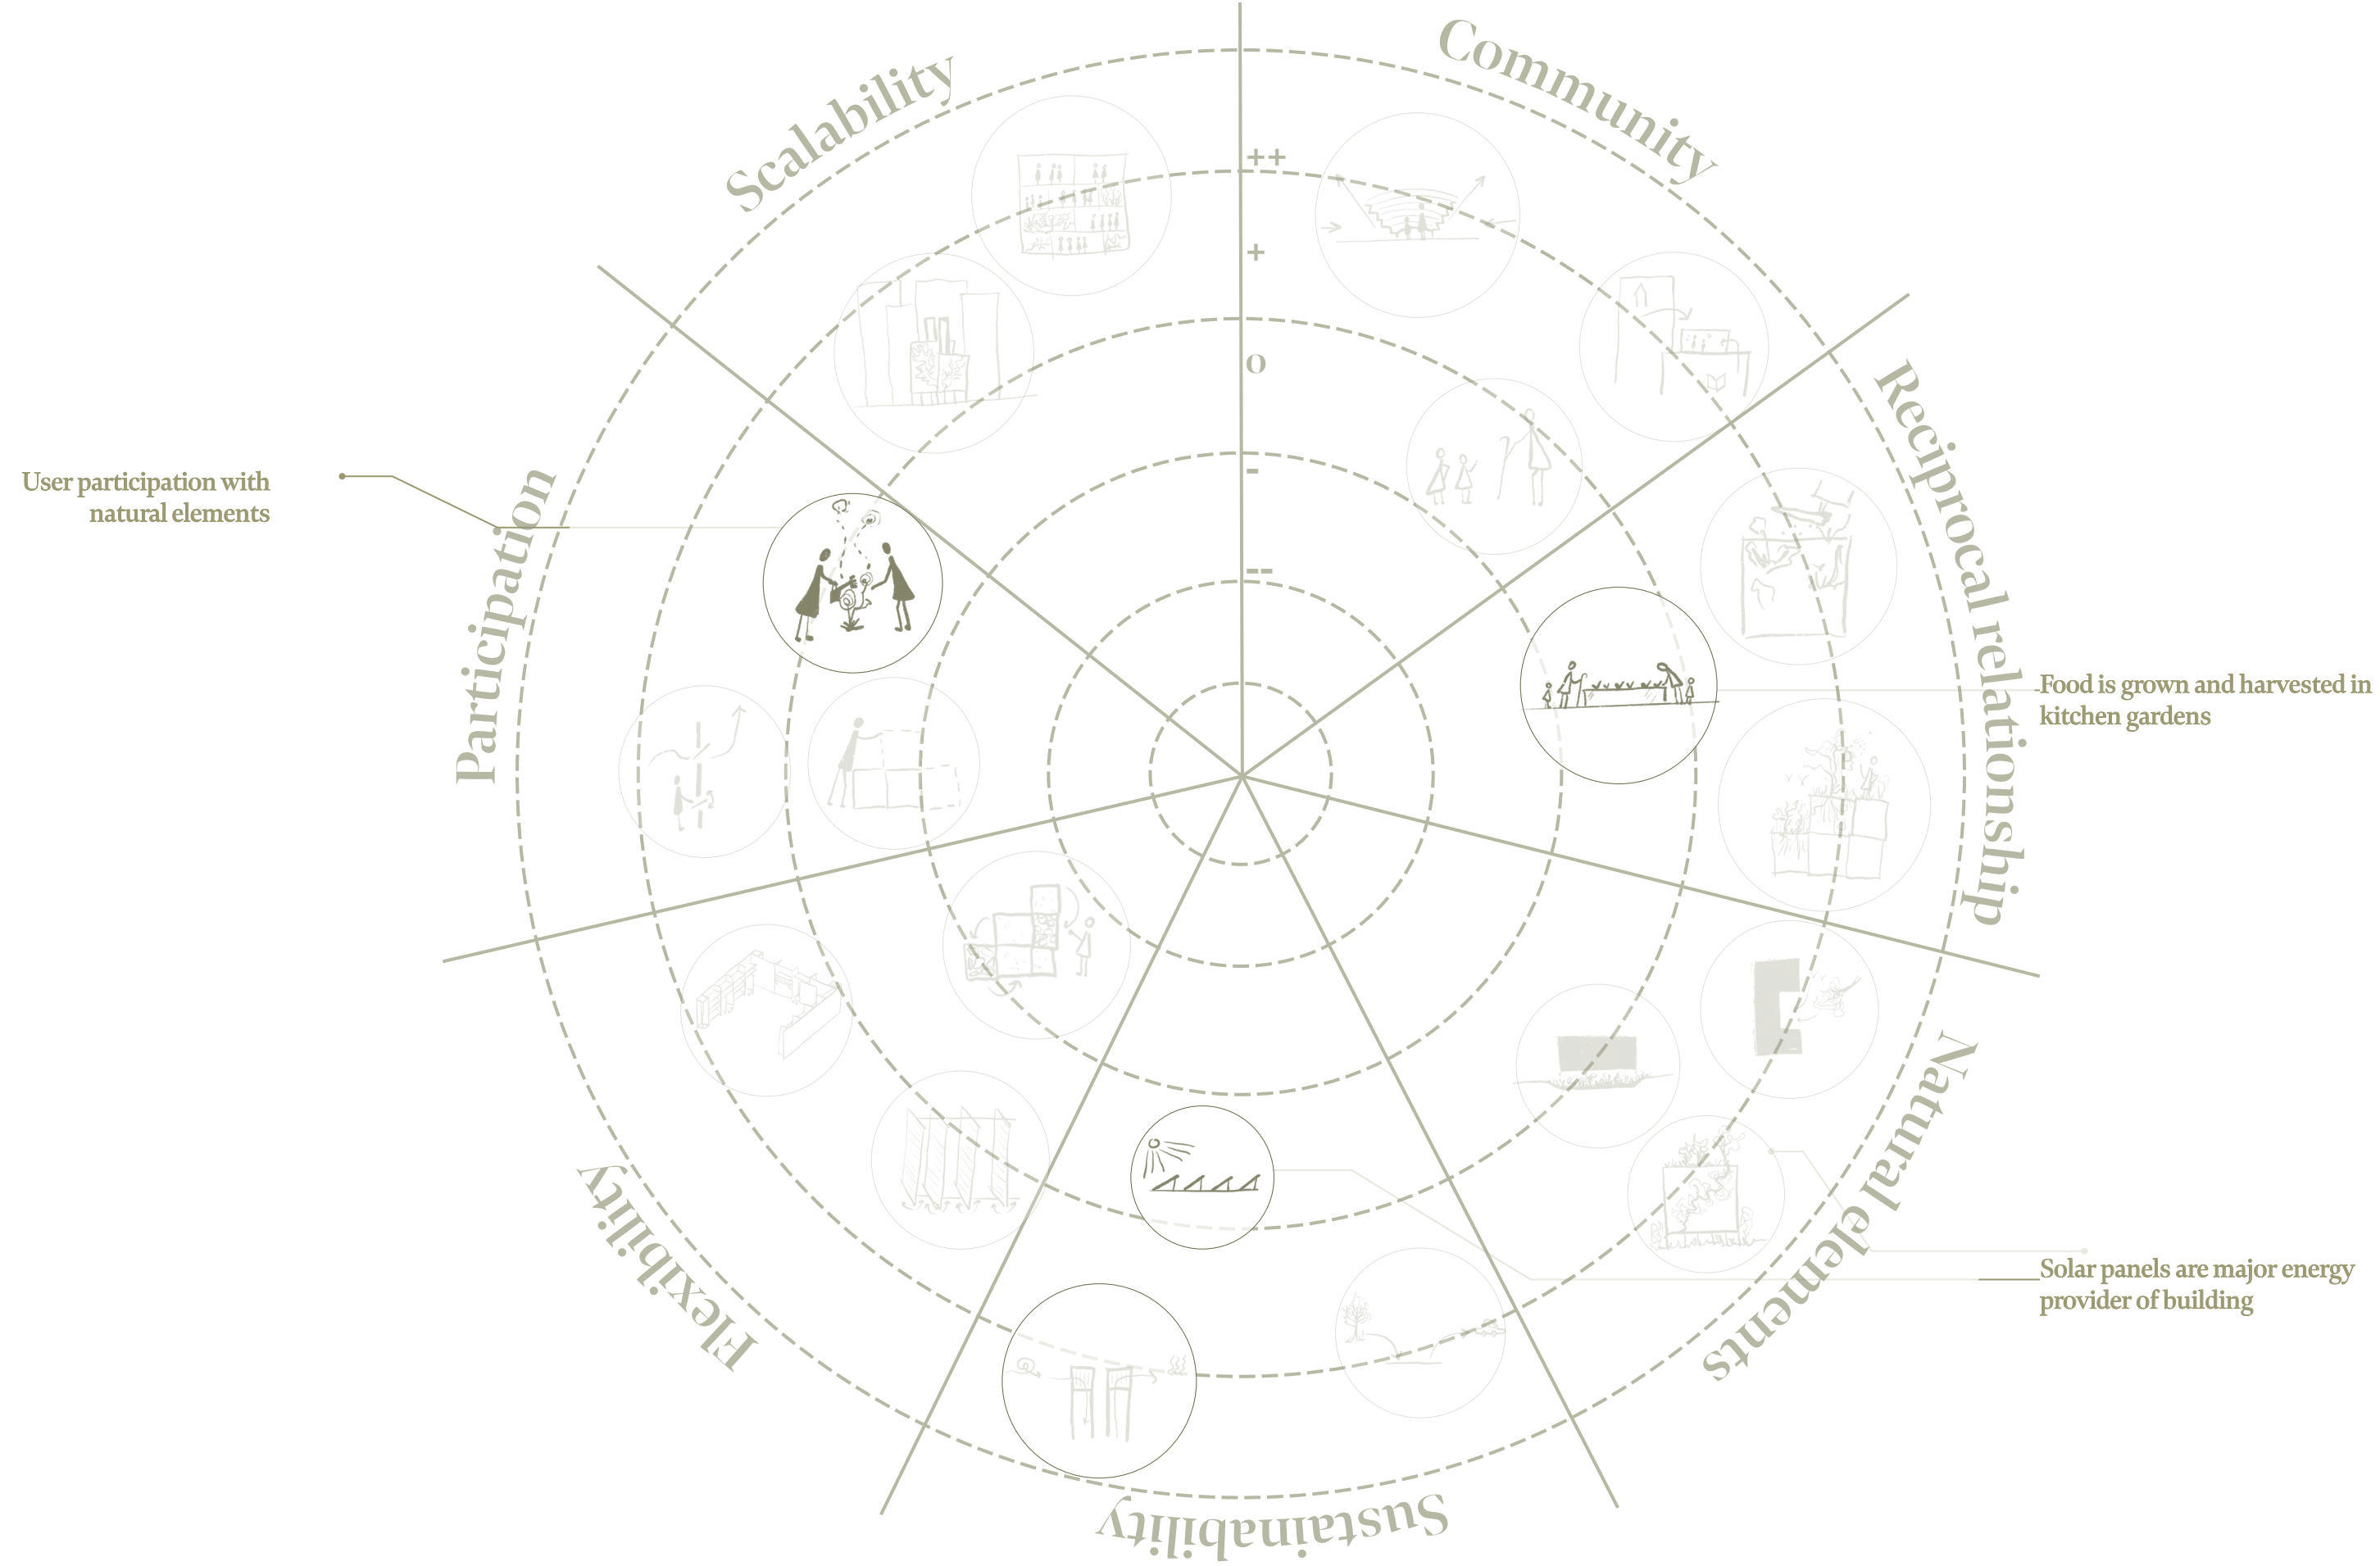 Scalability
Community
++
+
o
-
--
Participation
Reciprocal relationship
User participation with
natural elements
Food is grown and harvested in
kitchen gardens
Flexibility
Natural elements
Solar panels are major energy
provider of building
Sustainability